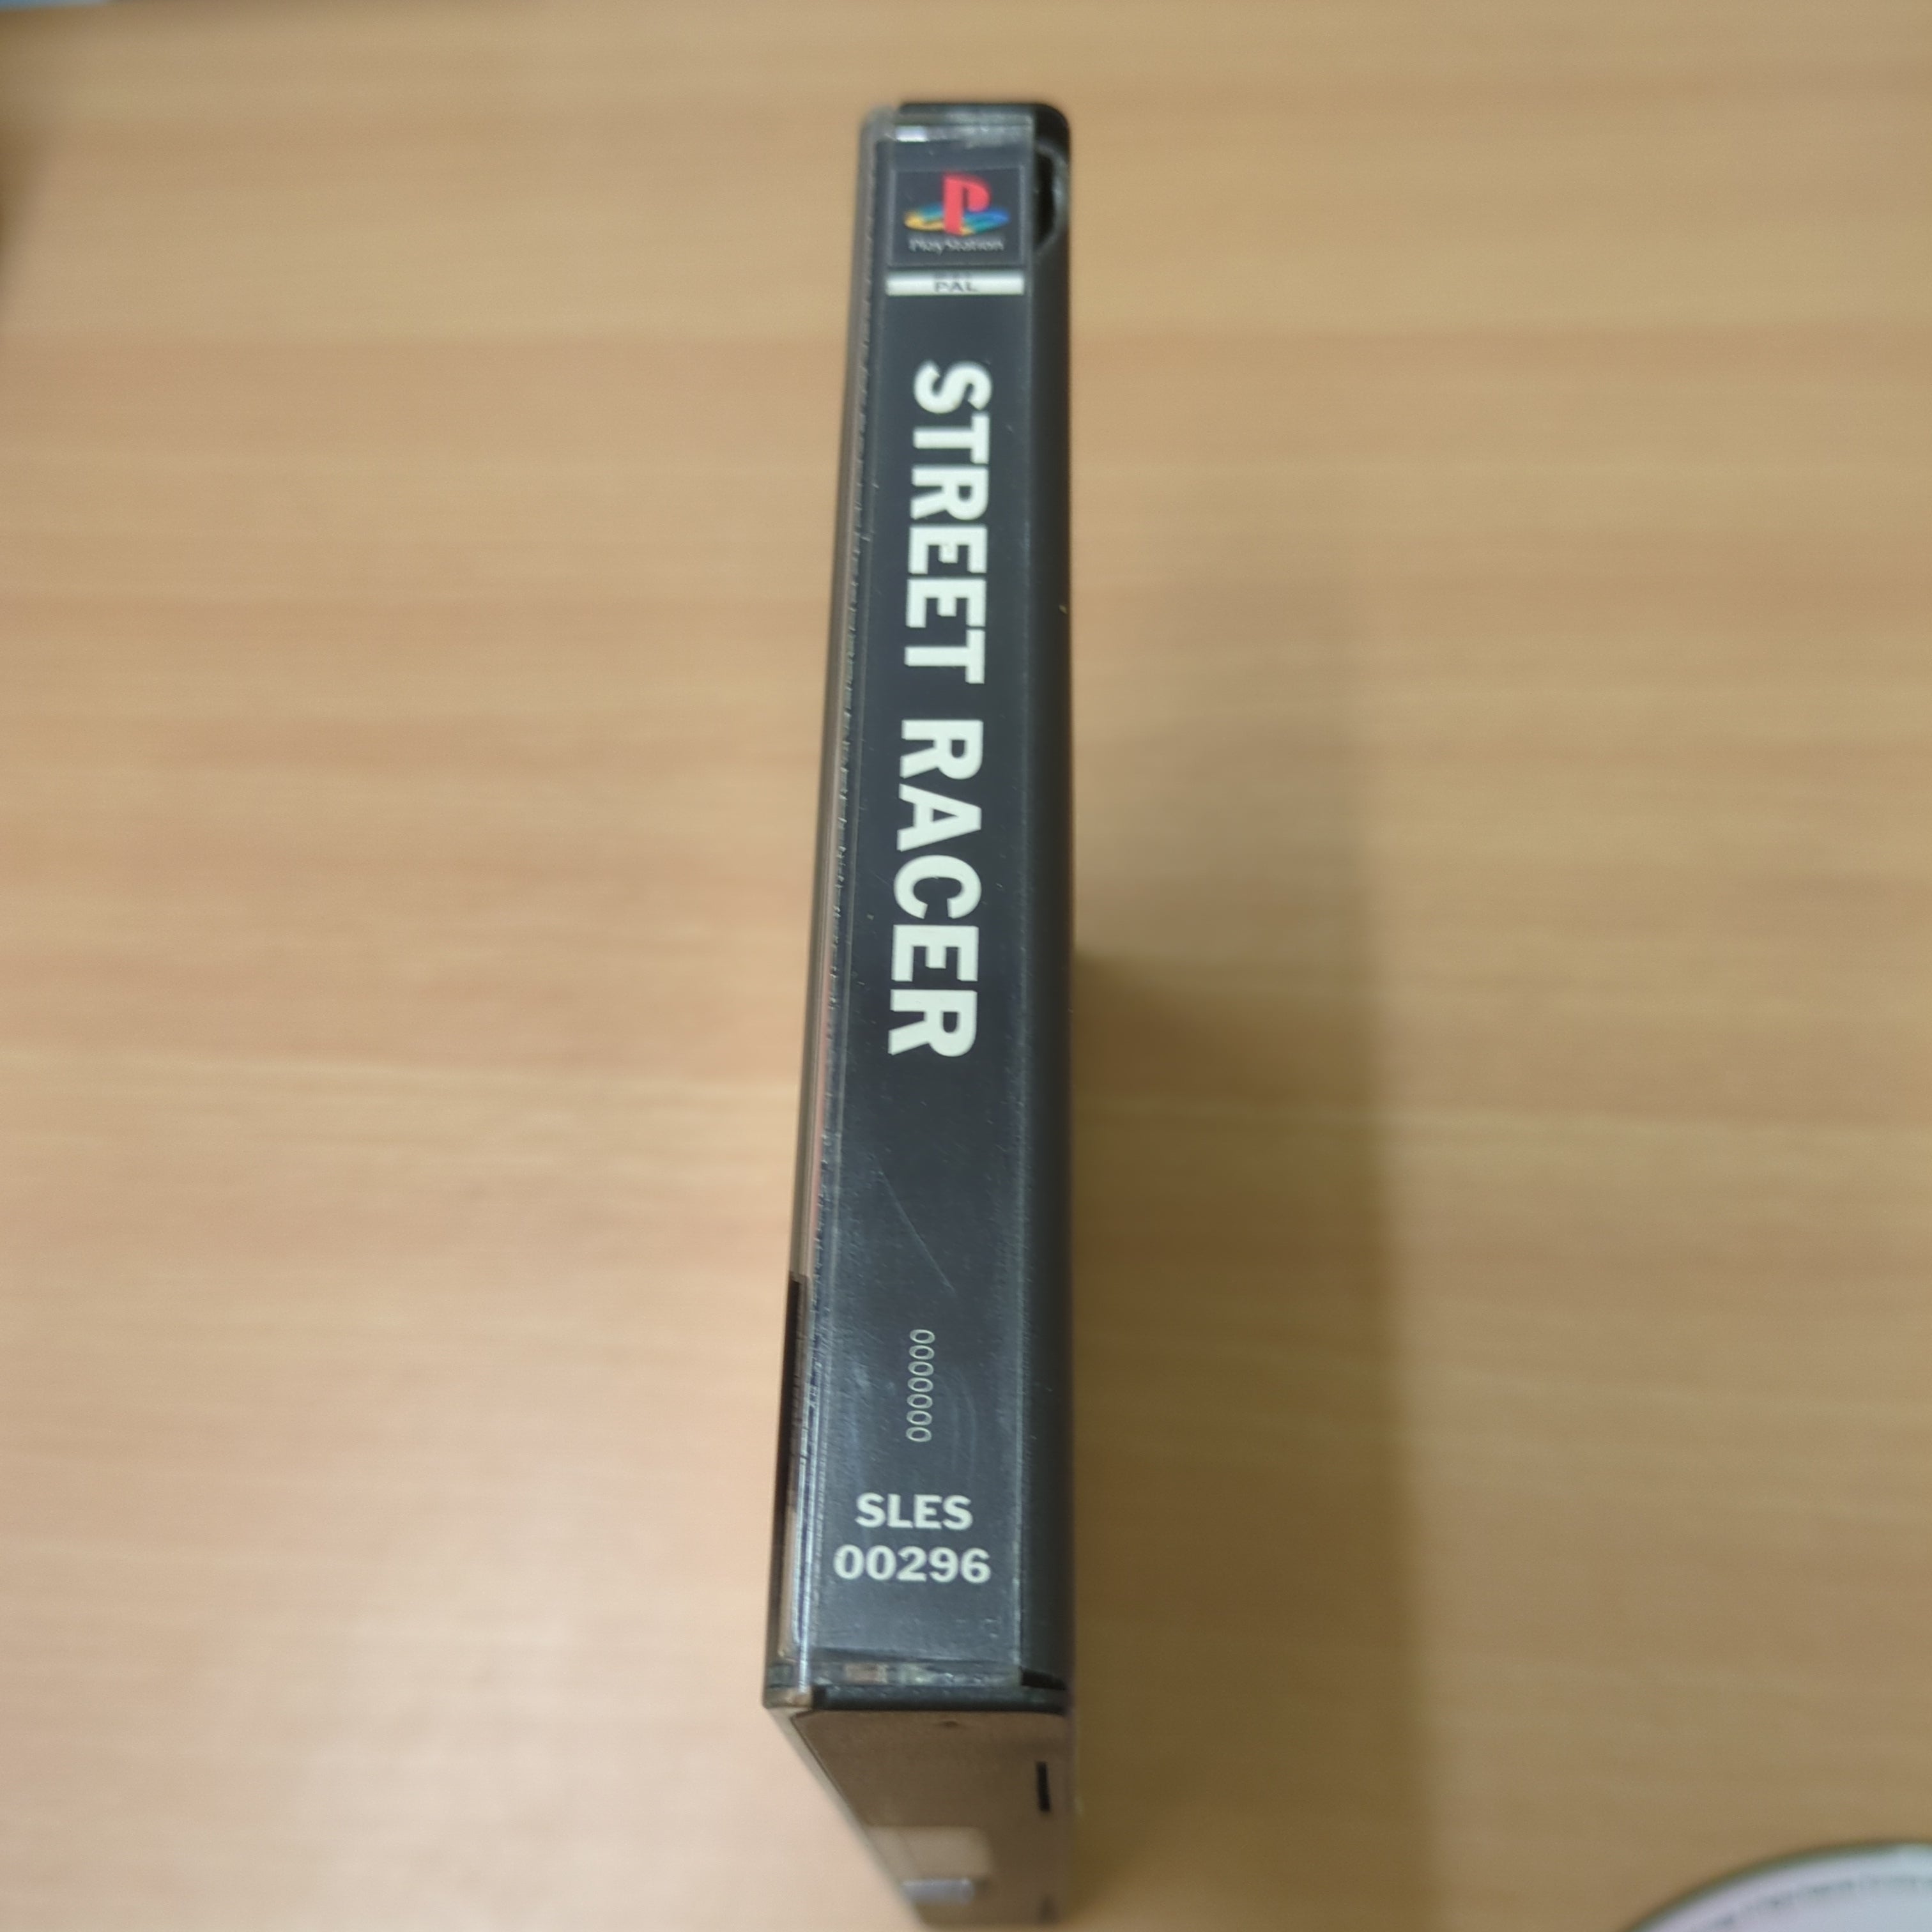 PlayStation
PAL
STREET RACER
0000000
SLES
00296